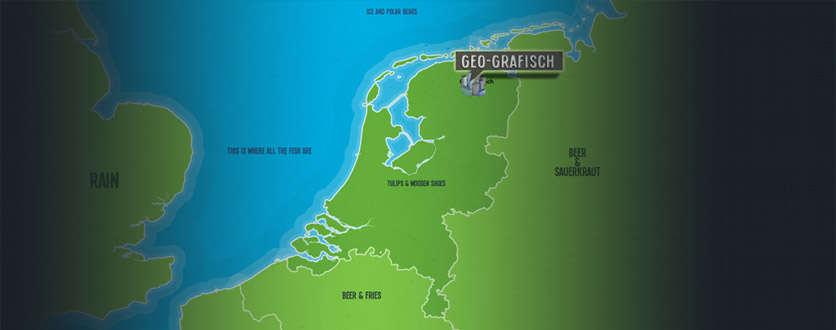 ICE AND POLAR BEARS
GEO-GRAFISCH
THIS IS WHERE ALL THE FISH ARE
RAIN
BEER
&
SAUERKRAUT
TULIPS & WOODEN SHOES
BEER & FRIES